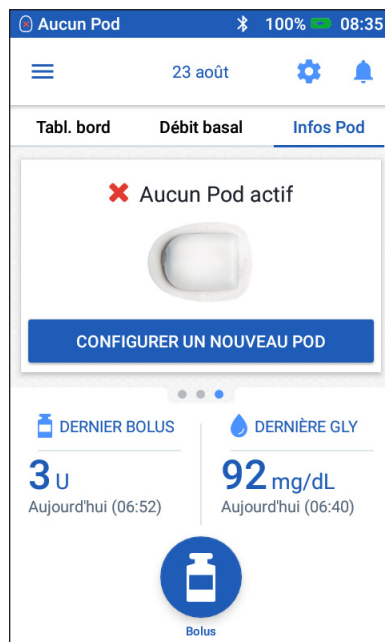 Aucun Pod 100% 08:35
23 août
Tabl. bord Débit basal Infos Pod
Aucun Pod actif
CONFIGURER UN NOUVEAU POD
DERNIER BOLUS DERNIÈRE GLY
3 U 92 mg/dL
Aujourd'hui (06:52) Aujourd'hui (06:40)
Bolus